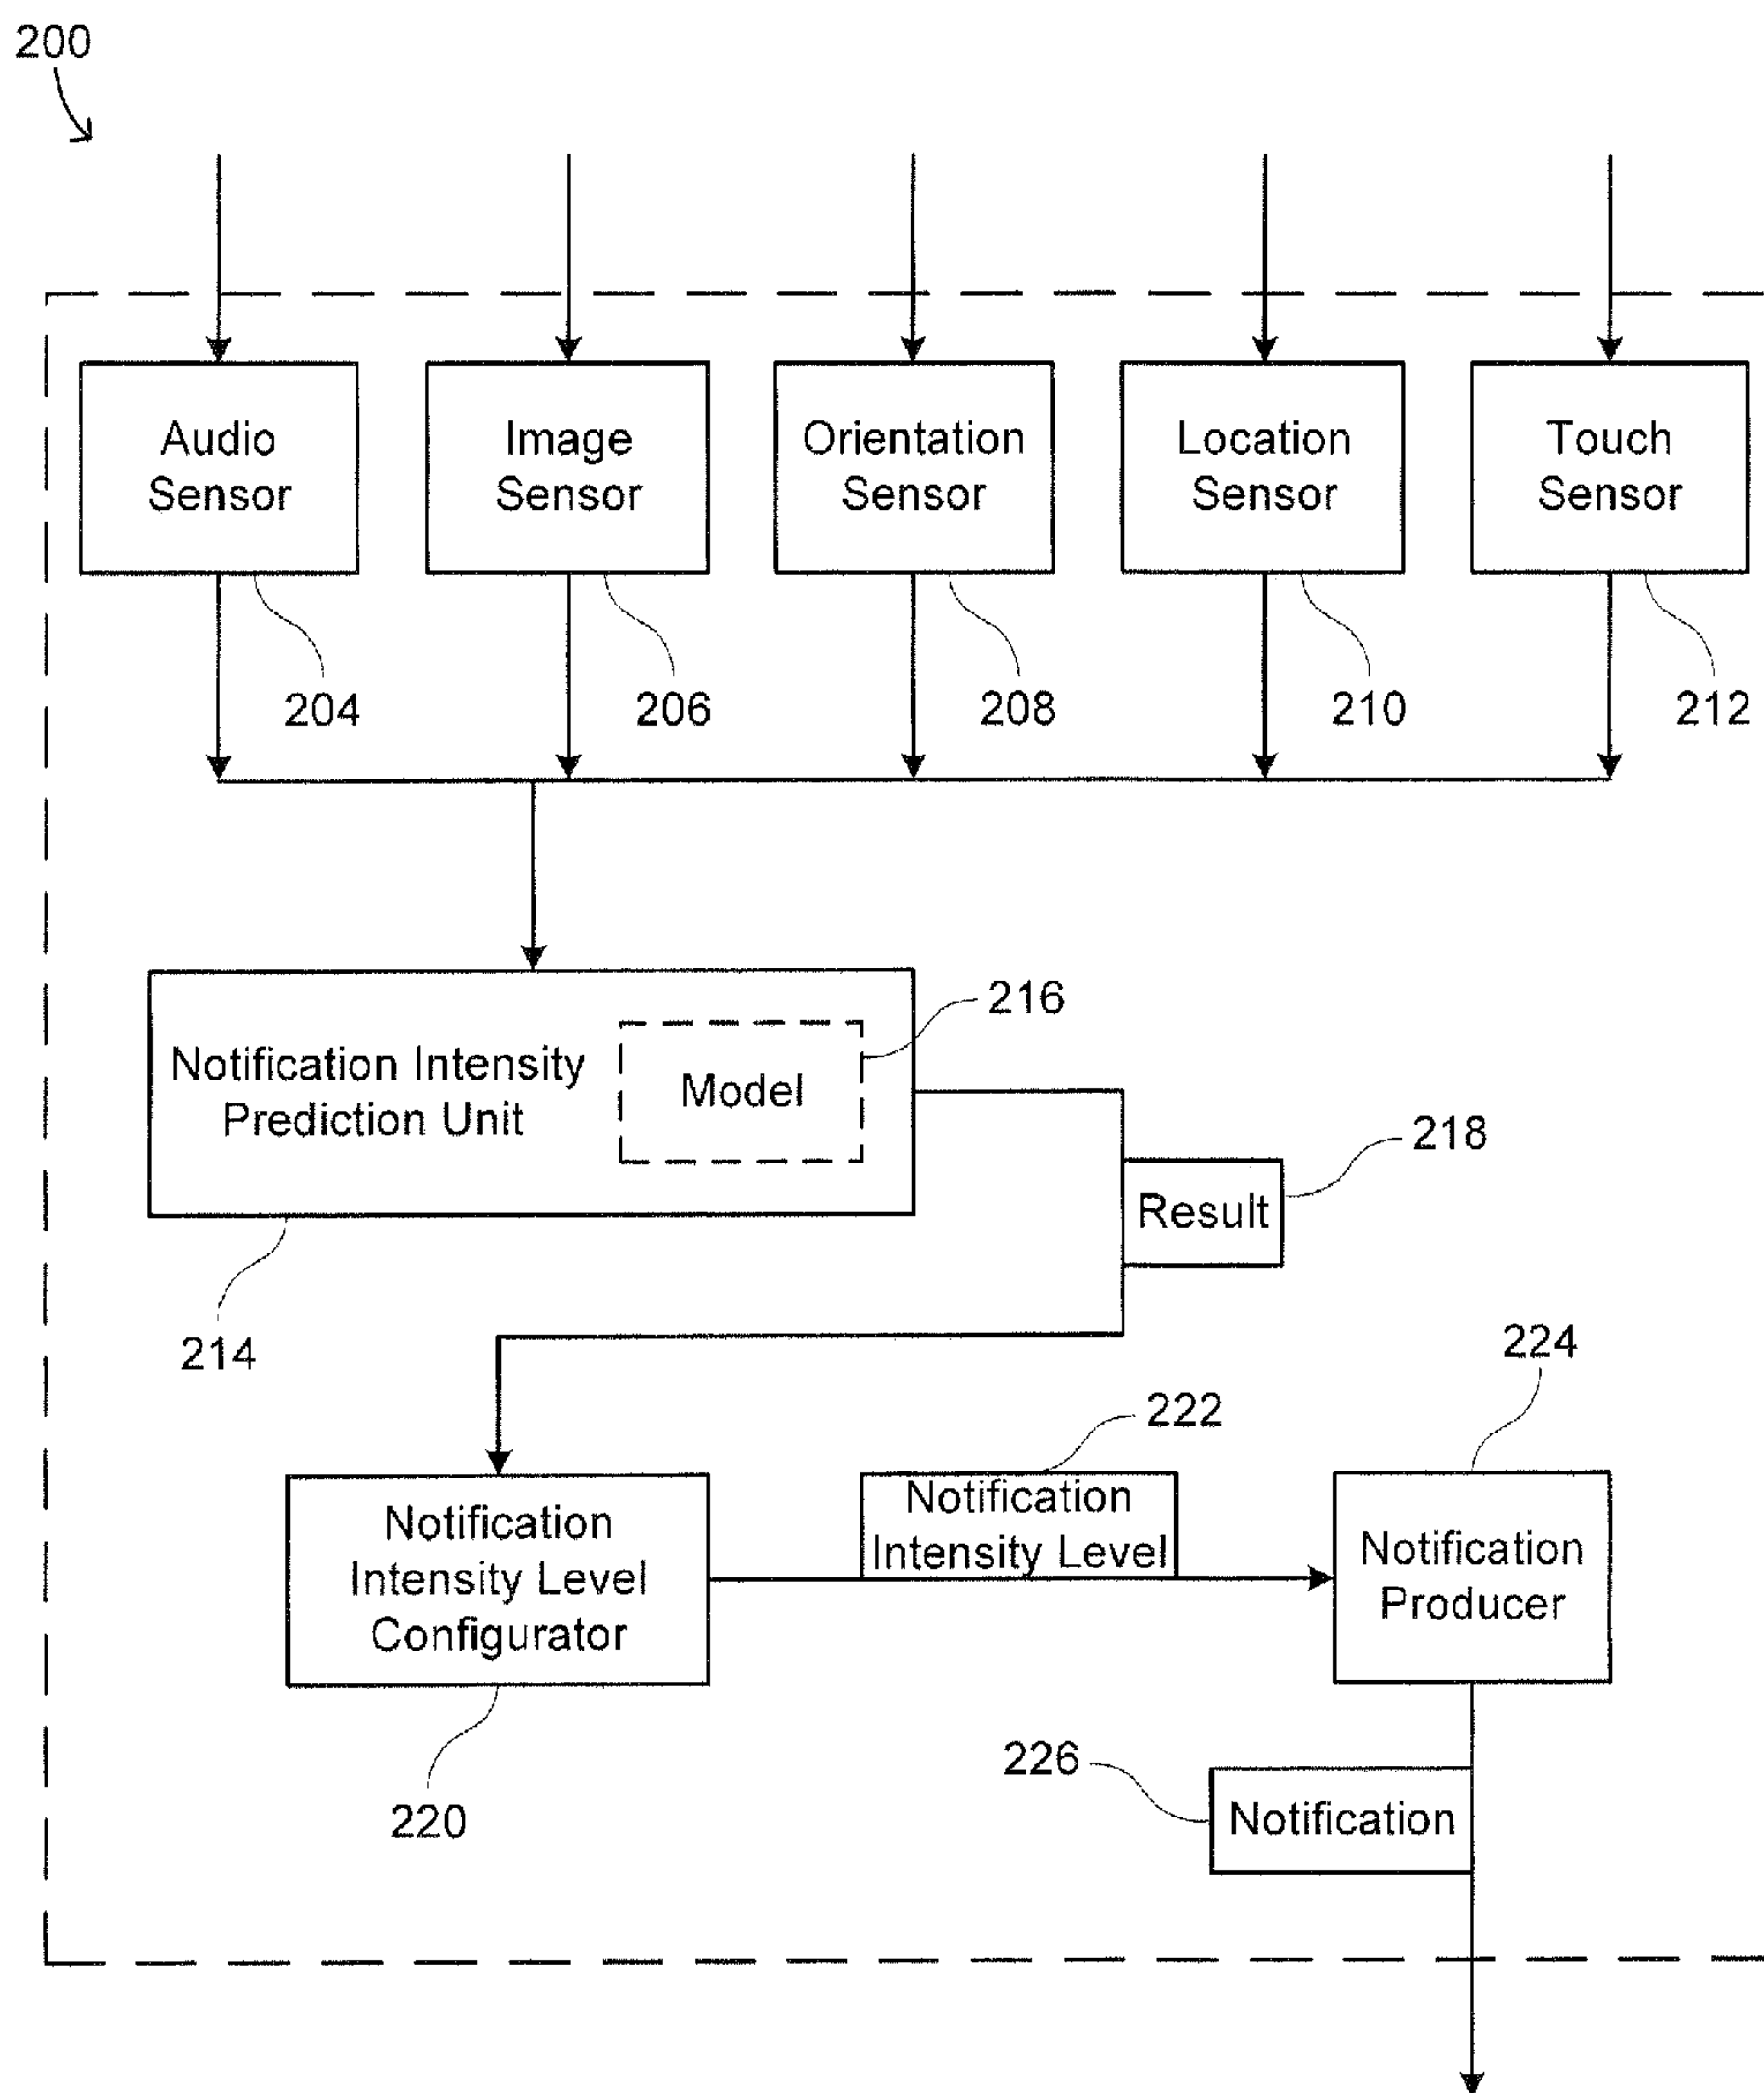 200
Audio
Sensor
Image
Sensor
Orientation
Sensor
Location
Sensor
Touch
Sensor
204
206
208
210
212
216
Notification Intensity
Prediction Unit
Model
218
Result
214
224
222
Notification
Intensity Level
Configurator
Notification
Intensity Level
Notification
Producer
226
Notification
220